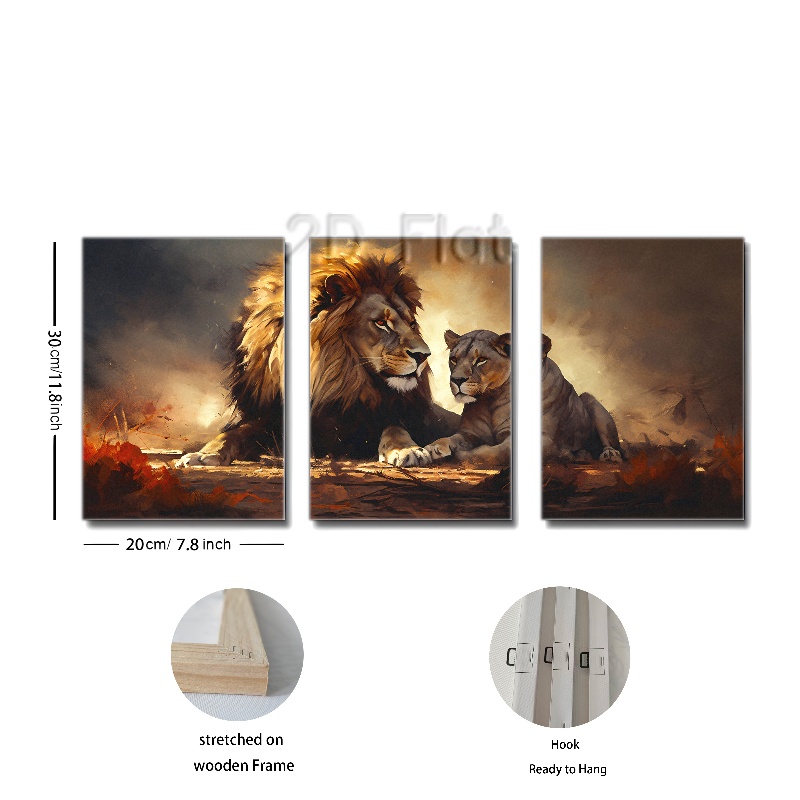 2D Flat
30cm/11.8inch
20cm/ 7.8 inch
stretched on
wooden Frame
Hook
Ready to Hang